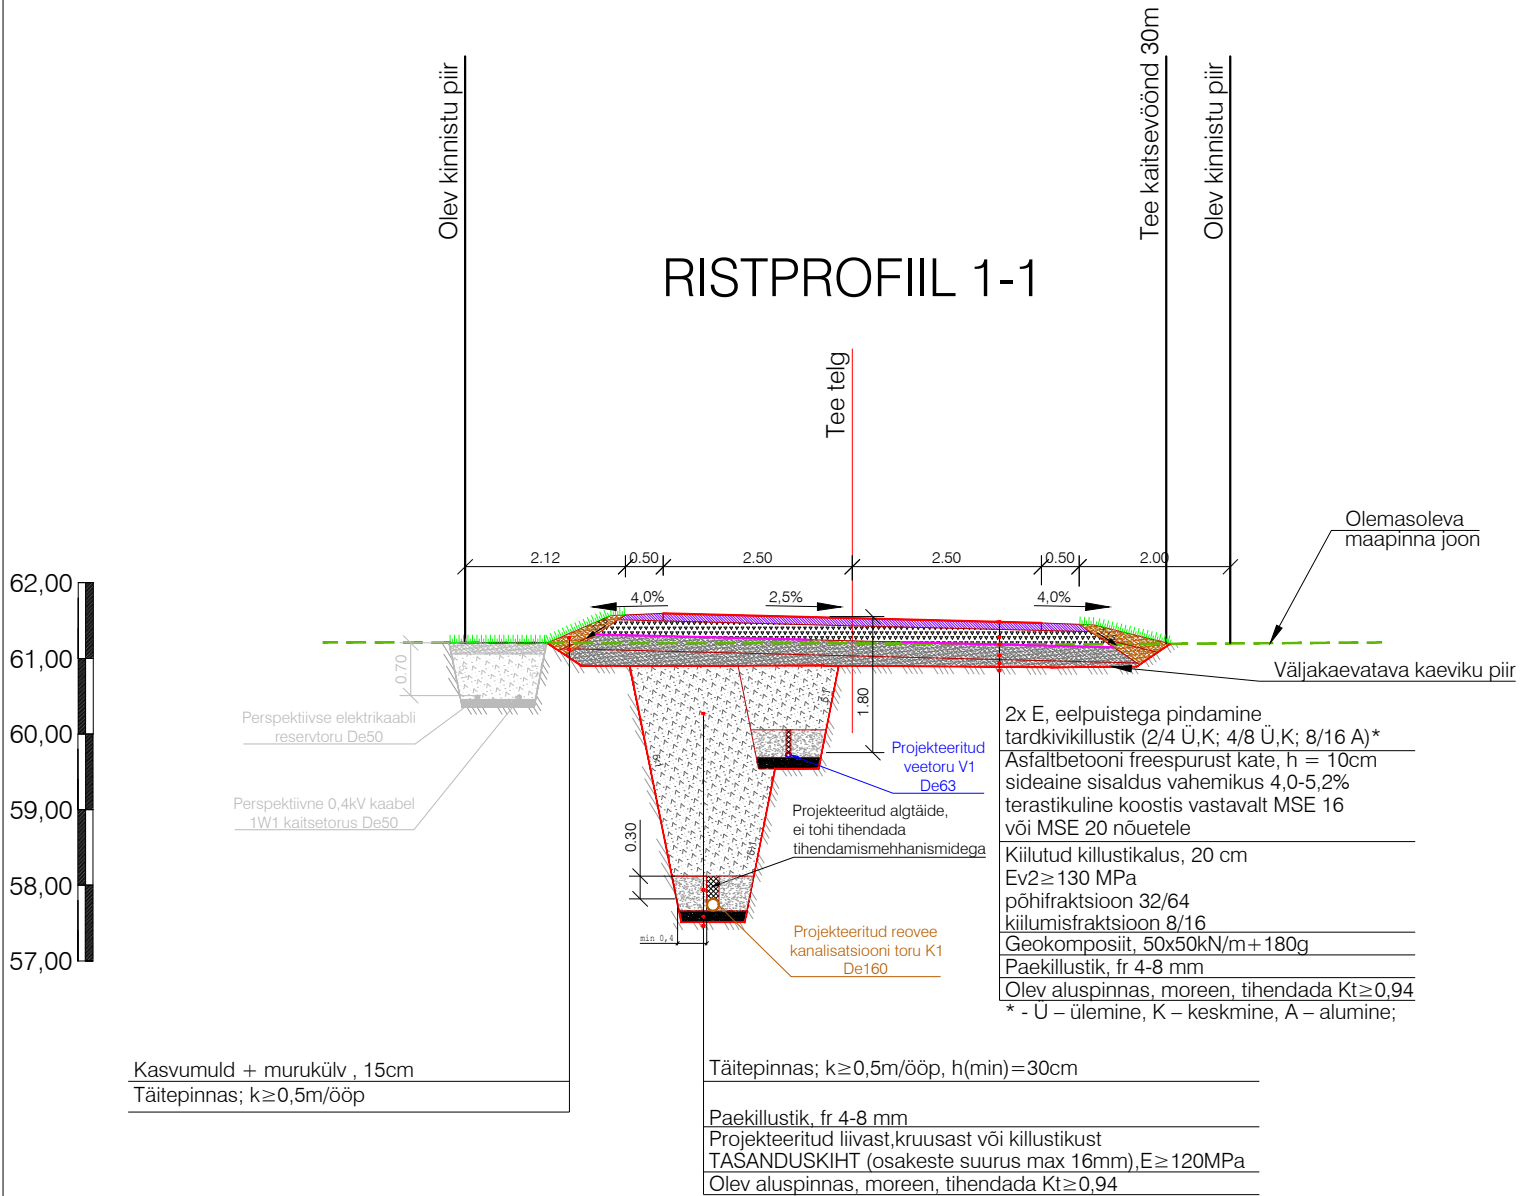 Olev kinnistu piir
Tee kaitsevöönd 30m
Olev kinnistu piir
RISTPROFIIL 1-1
Tee telg
Olemasoleva
maapinna joon
2.12
0.50
2.50
2.50
0.50
2.00
62,00
61,00
60,00
59,00
58,00
57,00
4,0%
2,5%
4,0%
0.70
1.80
0.30
min 0,4
Väljakaevatava kaeviku piir
Perspektiivse elektrikaabli
reservtoru De50
Perspektiivne 0,4kV kaabel
1W1 kaitsetorus De50
Projekteeritud
veetoru V1
De63
Projekteeritud algtäide,
ei tohi tihendada
tihendamismehhanismidega
Projekteeritud reovee
kanalisatsiooni toru K1
De160
2x E, eelpuistega pindamine
tardkivikillustik (2/4 Ü,K; 4/8 Ü,K; 8/16 A)*
Asfaltbetooni freespurust kate, h = 10cm
sideaine sisaldus vahemikus 4,0-5,2%
terastikuline koostis vastavalt MSE 16
või MSE 20 nõuetele
Kiilutud killustikalus, 20 cm
Ev2≥130 MPa
põhifraktsioon 32/64
kiilumisfraktsioon 8/16
Geokomposiit, 50x50kN/m+180g
Paekillustik, fr 4-8 mm
Olev aluspinnas, moreen, tihendada Kt≥0,94
* - Ü – ülemine, K – keskmine, A – alumine;
Kasvumuld + murukülv , 15cm
Täitepinnas; k≥0,5m/ööp
Täitepinnas; k≥0,5m/ööp, h(min)=30cm
Paekillustik, fr 4-8 mm
Projekteeritud liivast,kruusast või killustikust
TASANDUSKIHT (osakeste suurus max 16mm),E≥120MPa
Olev aluspinnas, moreen, tihendada Kt≥0,94